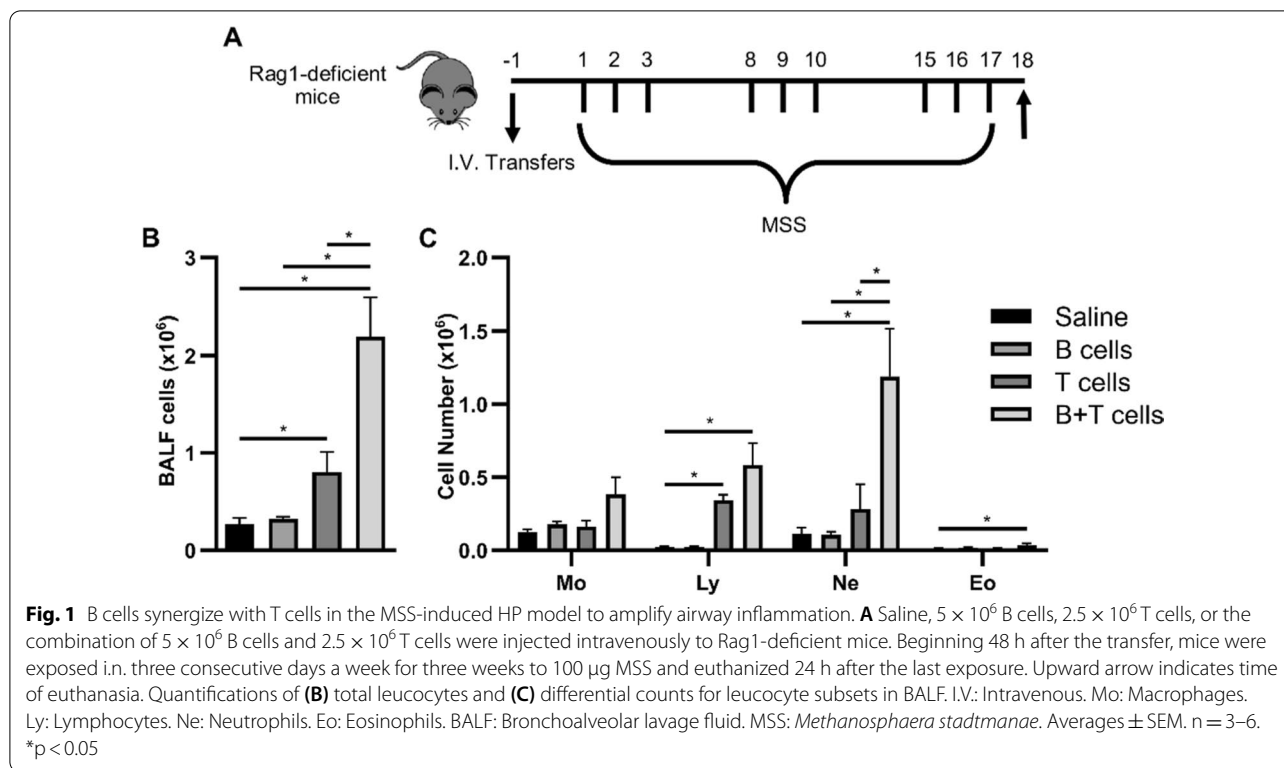 A
Rag1-deficient
mice
-1 1 2 3 8 9 10 15 16 17 18
I.V. Transfers
MSS
B
BALF cells (x10⁶)
3
2
1
0
*
*
*
*
C
Cell Number (x10⁶)
2.0
1.5
1.0
0.5
0.0
*
*
*
*
*
*
Mo Ly Ne Eo
Saline
B cells
T cells
B+T cells
Fig. 1 B cells synergize with T cells in the MSS-induced HP model to amplify airway inflammation. A Saline, 5 × 10⁶ B cells, 2.5 × 10⁶ T cells, or the
combination of 5 × 10⁶ B cells and 2.5 × 10⁶ T cells were injected intravenously to Rag1-deficient mice. Beginning 48 h after the transfer, mice were
exposed i.n. three consecutive days a week for three weeks to 100 µg MSS and euthanized 24 h after the last exposure. Upward arrow indicates time
of euthanasia. Quantifications of (B) total leucocytes and (C) differential counts for leucocyte subsets in BALF. I.V.: Intravenous. Mo: Macrophages.
Ly: Lymphocytes. Ne: Neutrophils. Eo: Eosinophils. BALF: Bronchoalveolar lavage fluid. MSS: Methanosphaera stadtmanae. Averages ± SEM. n = 3–6.
*p < 0.05